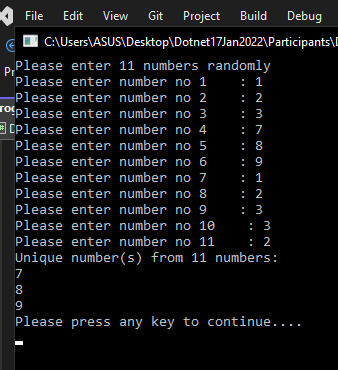 File Edit View Git Project Build Debu
C:\Users\ASUS\Desktop\Dotnet17Jan2022\Participants\D
Please enter 11 numbers randomly
Please enter number no 1    : 1
Please enter number no 2    : 2
Please enter number no 3    : 3
Please enter number no 4    : 7
Please enter number no 5    : 8
Please enter number no 6    : 9
Please enter number no 7    : 1
Please enter number no 8    : 2
Please enter number no 9    : 3
Please enter number no 10    : 3
Please enter number no 11    : 2
Unique number(s) from 11 numbers:
7
8
9
Please press any key to continue....